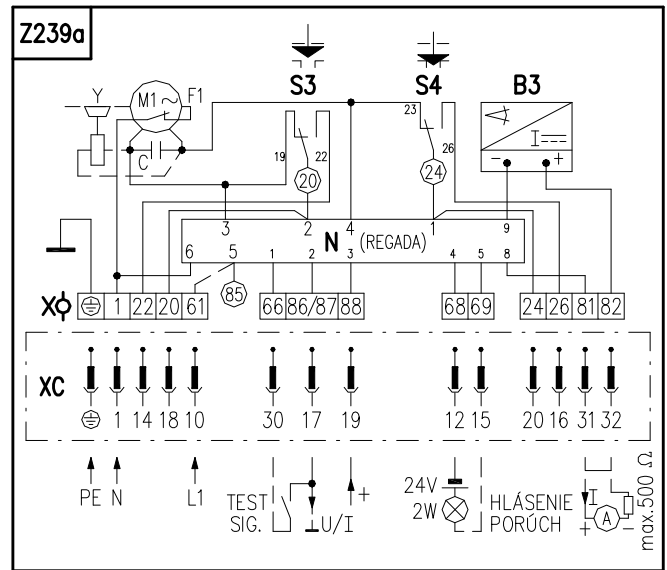 Z239a
S3 S4 B3
Y M1 ~ F1
C
19 22 20
23 26 24
I
- +
3 2 4 1 9
N (REGADA)
6 5 1 2 3 4 5 8
85
X 1 22 20 61 66 86/87 88 68 69 24 26 81 82
XC
1 14 18 10 30 17 19 12 15 20 16 31 32
PE N L1
TEST
SIG.
U/I
+
24V
2W
HLÁSENIE
PORÚCH
I
A
+ -
max.500 Ω